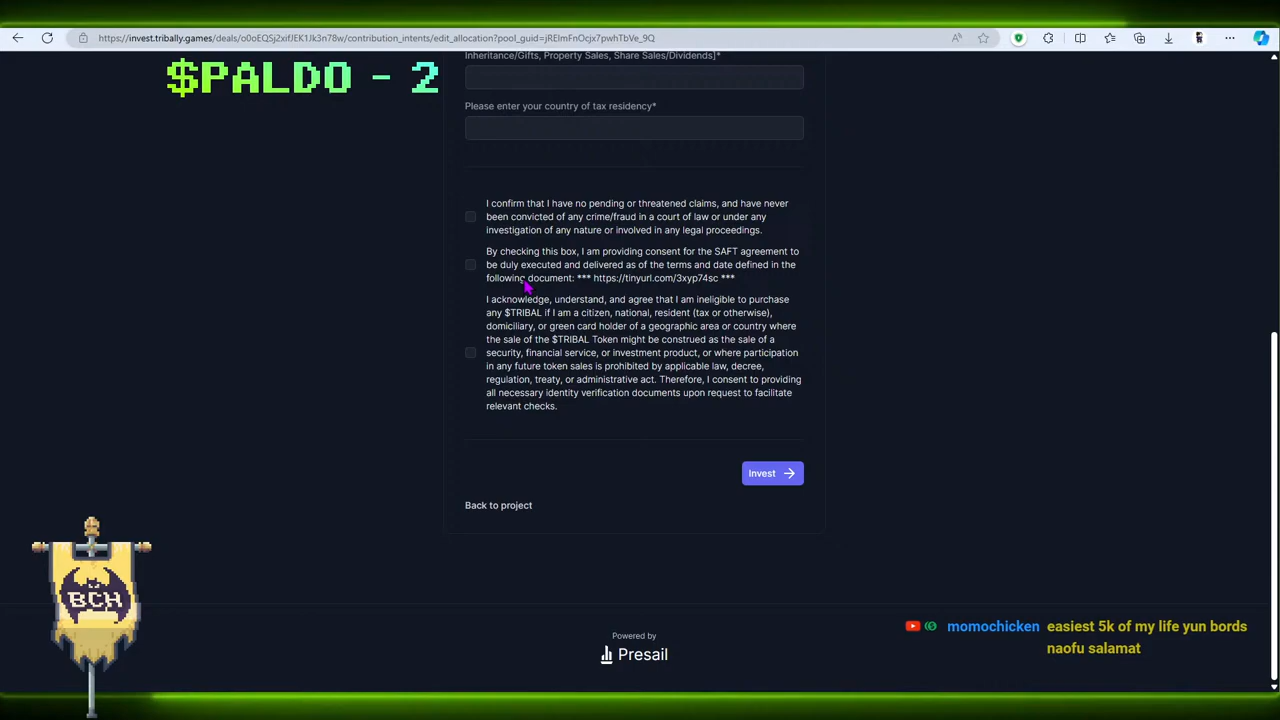 https://invest.tribally.games/deals/o0oEQ5j2xifJEK1Jk3n78w/contribution_intents/edit_allocation?pool_guid=jREImFnOcjx7pwhTbVe_9Q
$PALDO - 2
Inheritance/Gifts, Property Sales, Share Sales/Dividends]*
Please enter your country of tax residency*
I confirm that I have no pending or threatened claims, and have never
been convicted of any crime/fraud in a court of law or under any
investigation of any nature or involved in any legal proceedings.
By checking this box, I am providing consent for the SAFT agreement to
be duly executed and delivered as of the terms and date defined in the
following document: *** https://tinyurl.com/3xyp74sc ***
I acknowledge, understand, and agree that I am ineligible to purchase
any $TRIBAL if I am a citizen, national, resident (tax or otherwise),
domiciliary, or green card holder of a geographic area or country where
the sale of the $TRIBAL Token might be construed as the sale of a
security, financial service, or investment product, or where participation
in any future token sales is prohibited by applicable law, decree,
regulation, treaty, or administrative act. Therefore, I consent to providing
all necessary identity verification documents upon request to facilitate
relevant checks.
Invest
Back to project
BCH
momochicken easiest 5k of my life yun bords
naofu salamat
Powered by
Presail